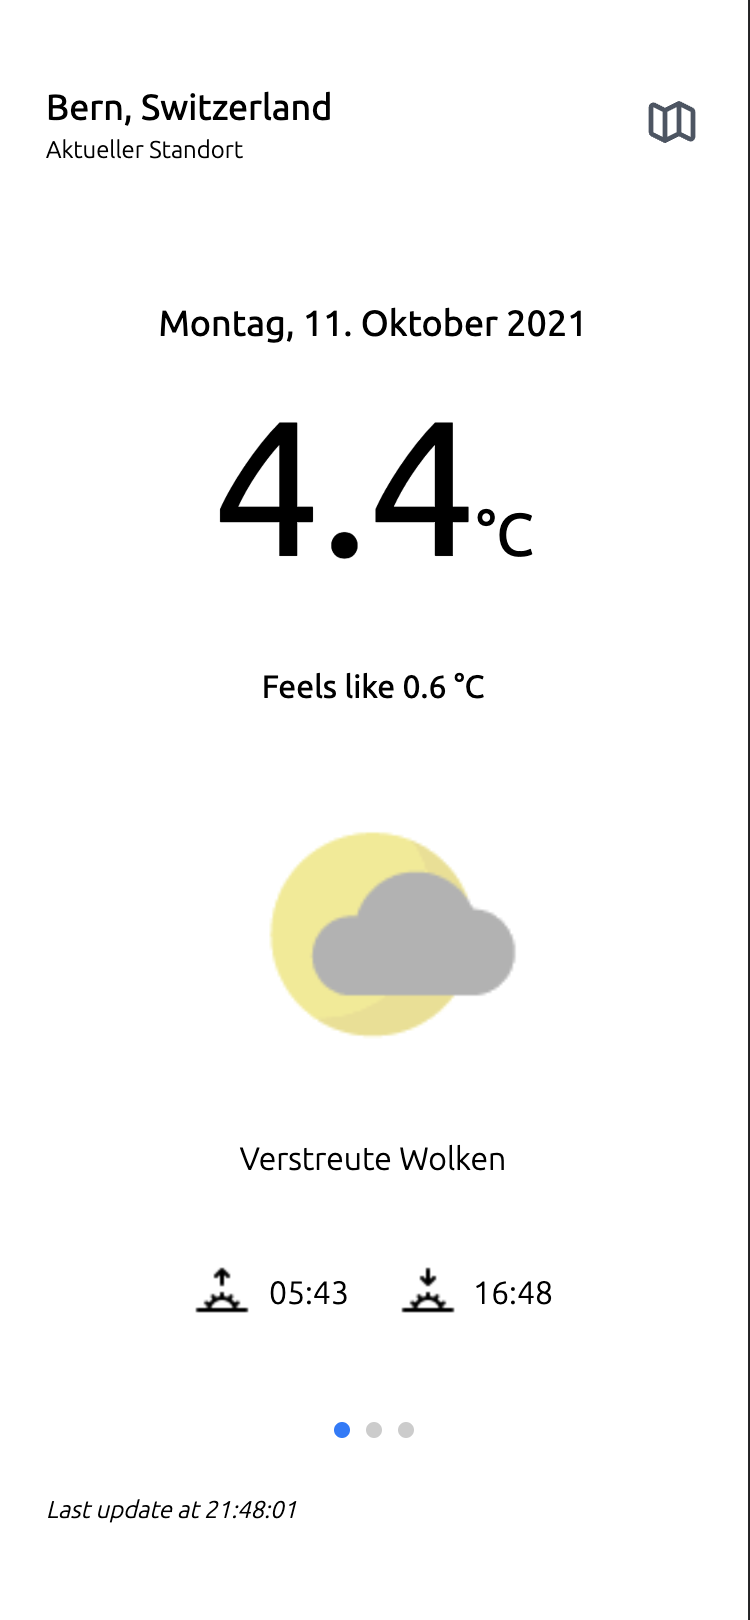 Bern, Switzerland
Aktueller Standort
Montag, 11. Oktober 2021
4.4°C
Feels like 0.6 °C
Verstreute Wolken
05:43 16:48
Last update at 21:48:01